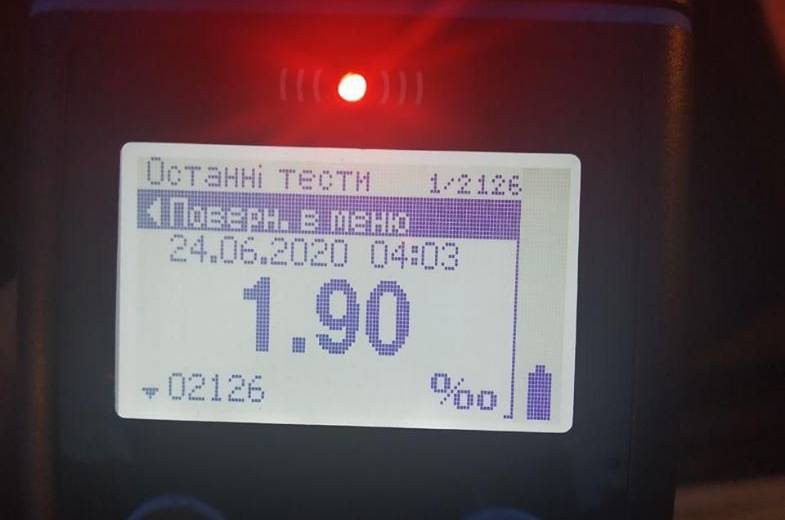 Останні тести 1/2126
Поверн. в меню
24.06.2020 04:03
1.90
02126 ‰